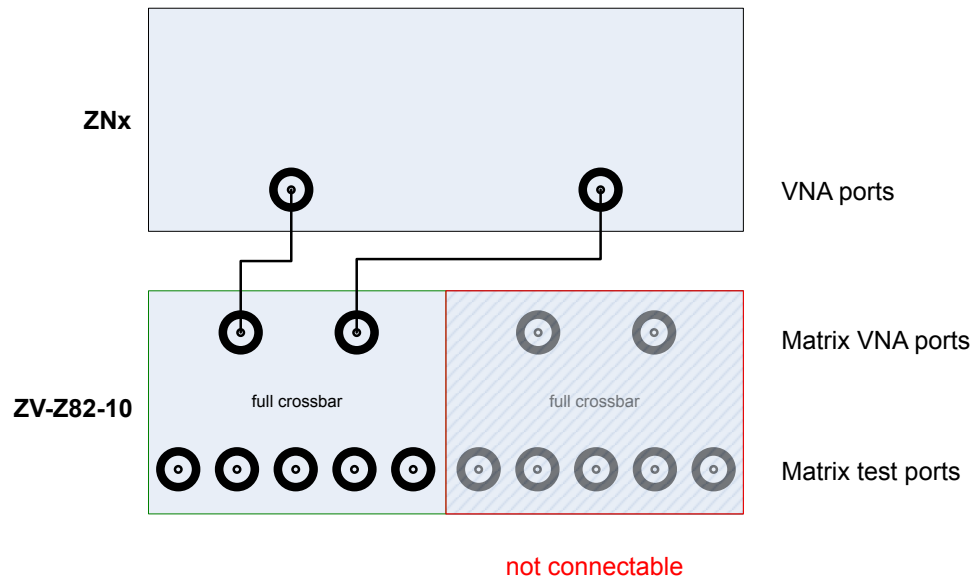 ZNx
VNA ports
Matrix VNA ports
full crossbar
full crossbar
ZV-Z82-10
Matrix test ports
not connectable